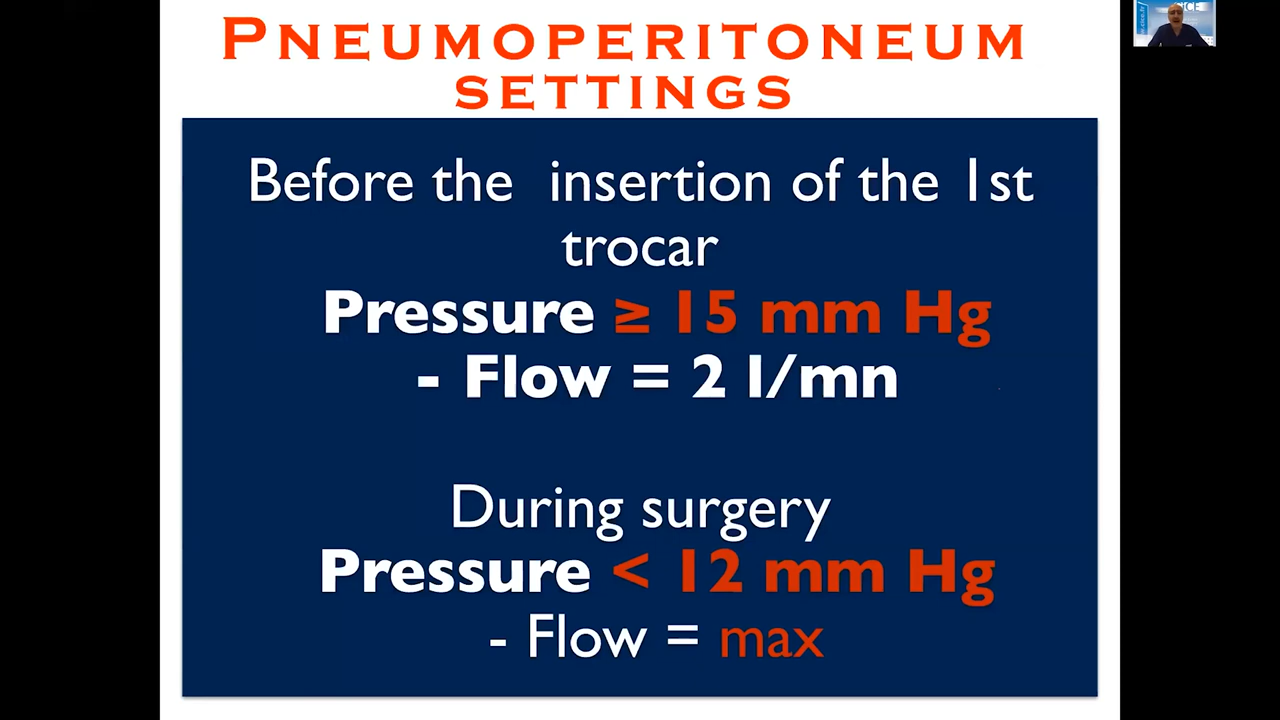 PNEUMOPERITONEUM
SETTINGS
Before the insertion of the 1st
trocar
Pressure ≥ 15 mm Hg
- Flow = 2 l/mn
During surgery
Pressure < 12 mm Hg
- Flow = max